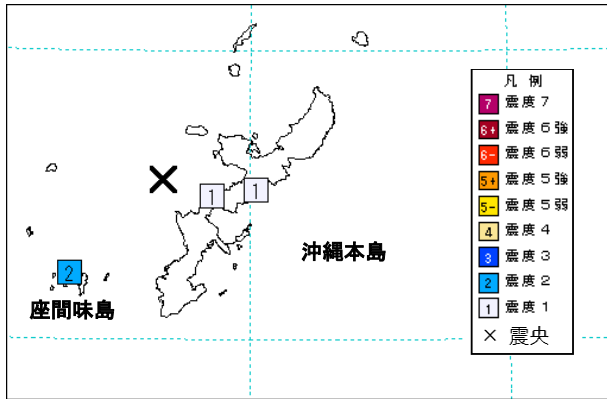 凡例
7 震度7
6+ 震度6強
6- 震度6弱
5+ 震度5強
5- 震度5弱
4 震度4
3 震度3
2 震度2
1 震度1
× 震央
1
1
沖縄本島
2
座間味島